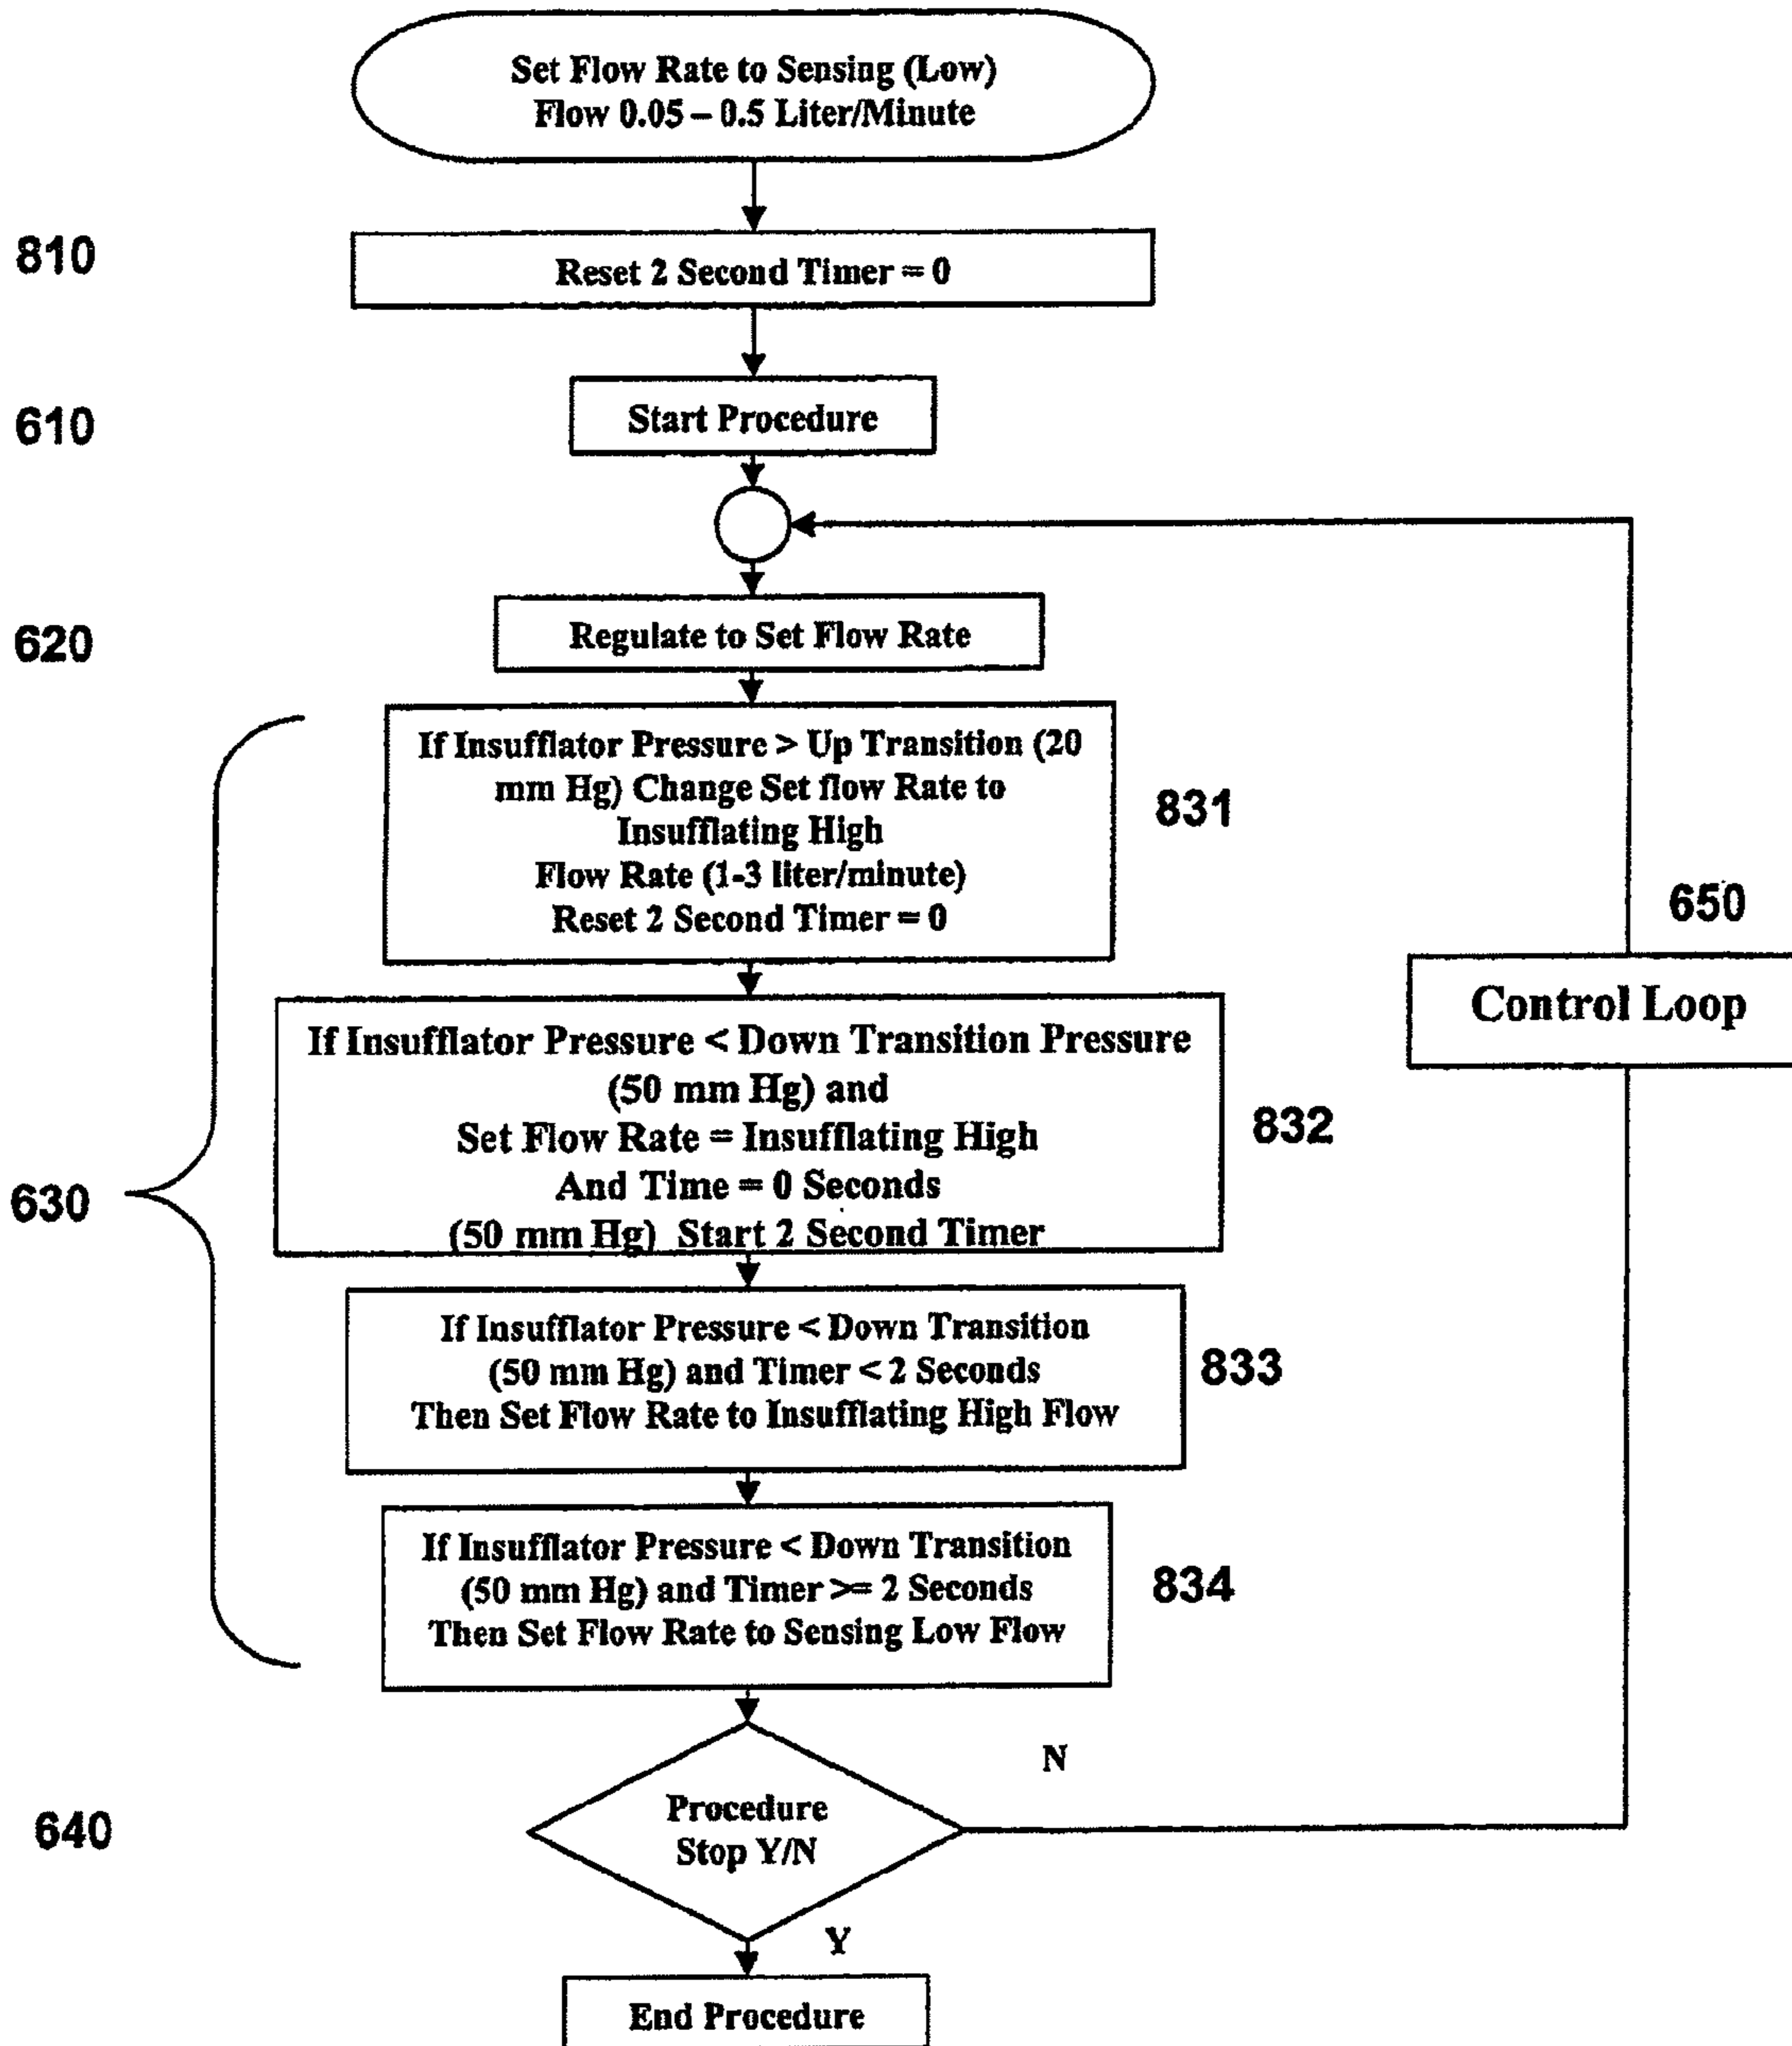 Set Flow Rate to Sensing (Low)
Flow 0.05 – 0.5 Liter/Minute
810
Reset 2 Second Timer = 0
610
Start Procedure
620
Regulate to Set Flow Rate
If Insufflator Pressure > Up Transition (20
mm Hg) Change Set flow Rate to
Insufflating High
Flow Rate (1-3 liter/minute)
Reset 2 Second Timer = 0
831
650
Control Loop
If Insufflator Pressure < Down Transition Pressure
(50 mm Hg) and
Set Flow Rate = Insufflating High
And Time = 0 Seconds
(50 mm Hg) Start 2 Second Timer
832
630
If Insufflator Pressure < Down Transition
(50 mm Hg) and Timer < 2 Seconds
Then Set Flow Rate to Insufflating High Flow
833
If Insufflator Pressure < Down Transition
(50 mm Hg) and Timer >= 2 Seconds
Then Set Flow Rate to Sensing Low Flow
834
N
640
Procedure
Stop Y/N
Y
End Procedure